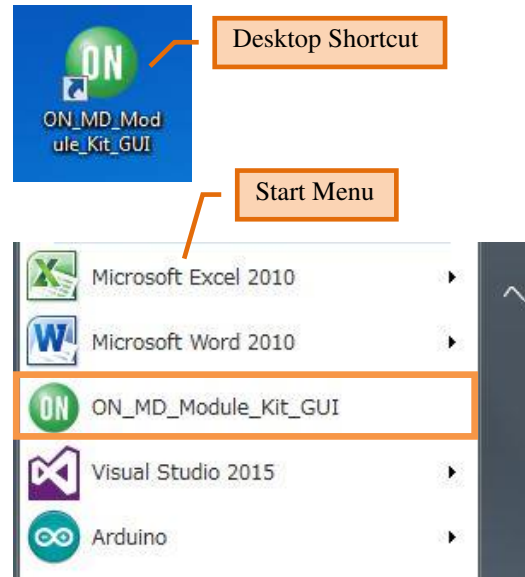 ON
Desktop Shortcut
ON_MD_Mod
ule_Kit_GUI
Start Menu
Microsoft Excel 2010
Microsoft Word 2010
ON
ON_MD_Module_Kit_GUI
Visual Studio 2015
Arduino